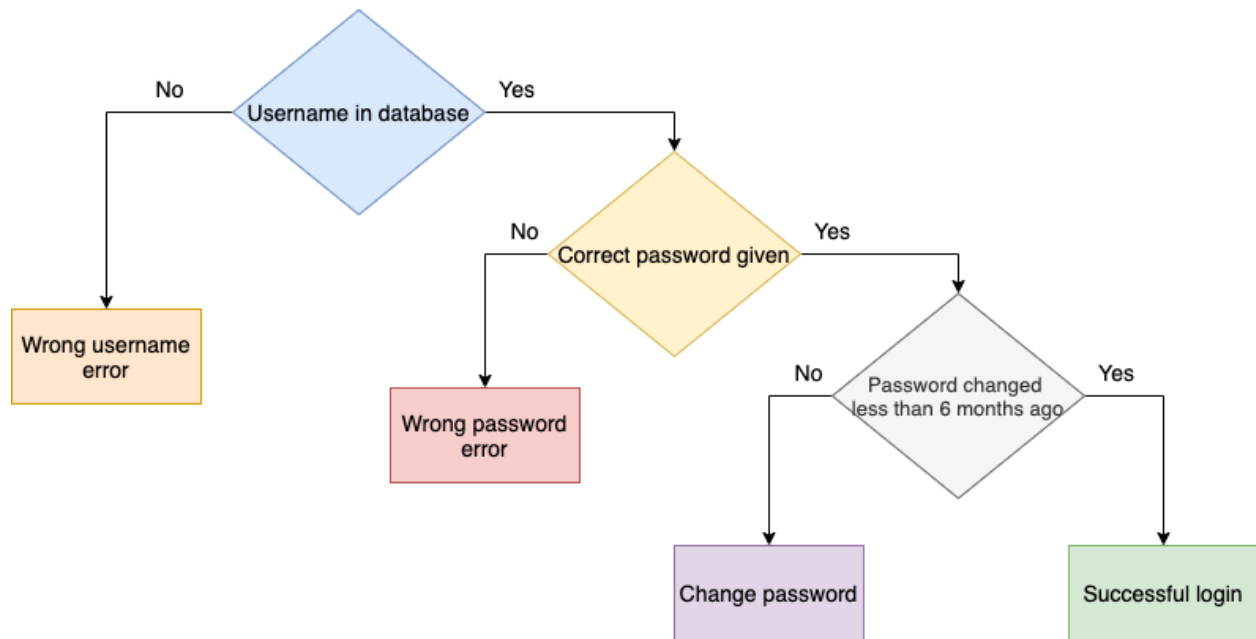 No
Yes
Username in database
No
Yes
Correct password given
Wrong username
error
No
Yes
Password changed
less than 6 months ago
Wrong password
error
Change password
Successful login